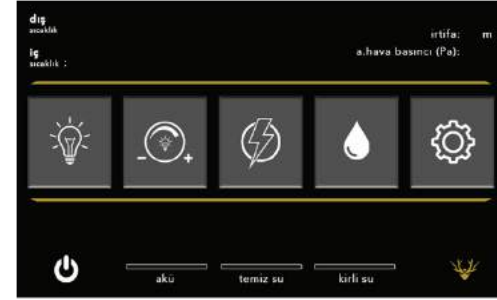 dış
sıcaklık
irtifa: m
iç
sıcaklık :
a.hava basıncı (Pa):
- +
akü
temiz su
kirli su